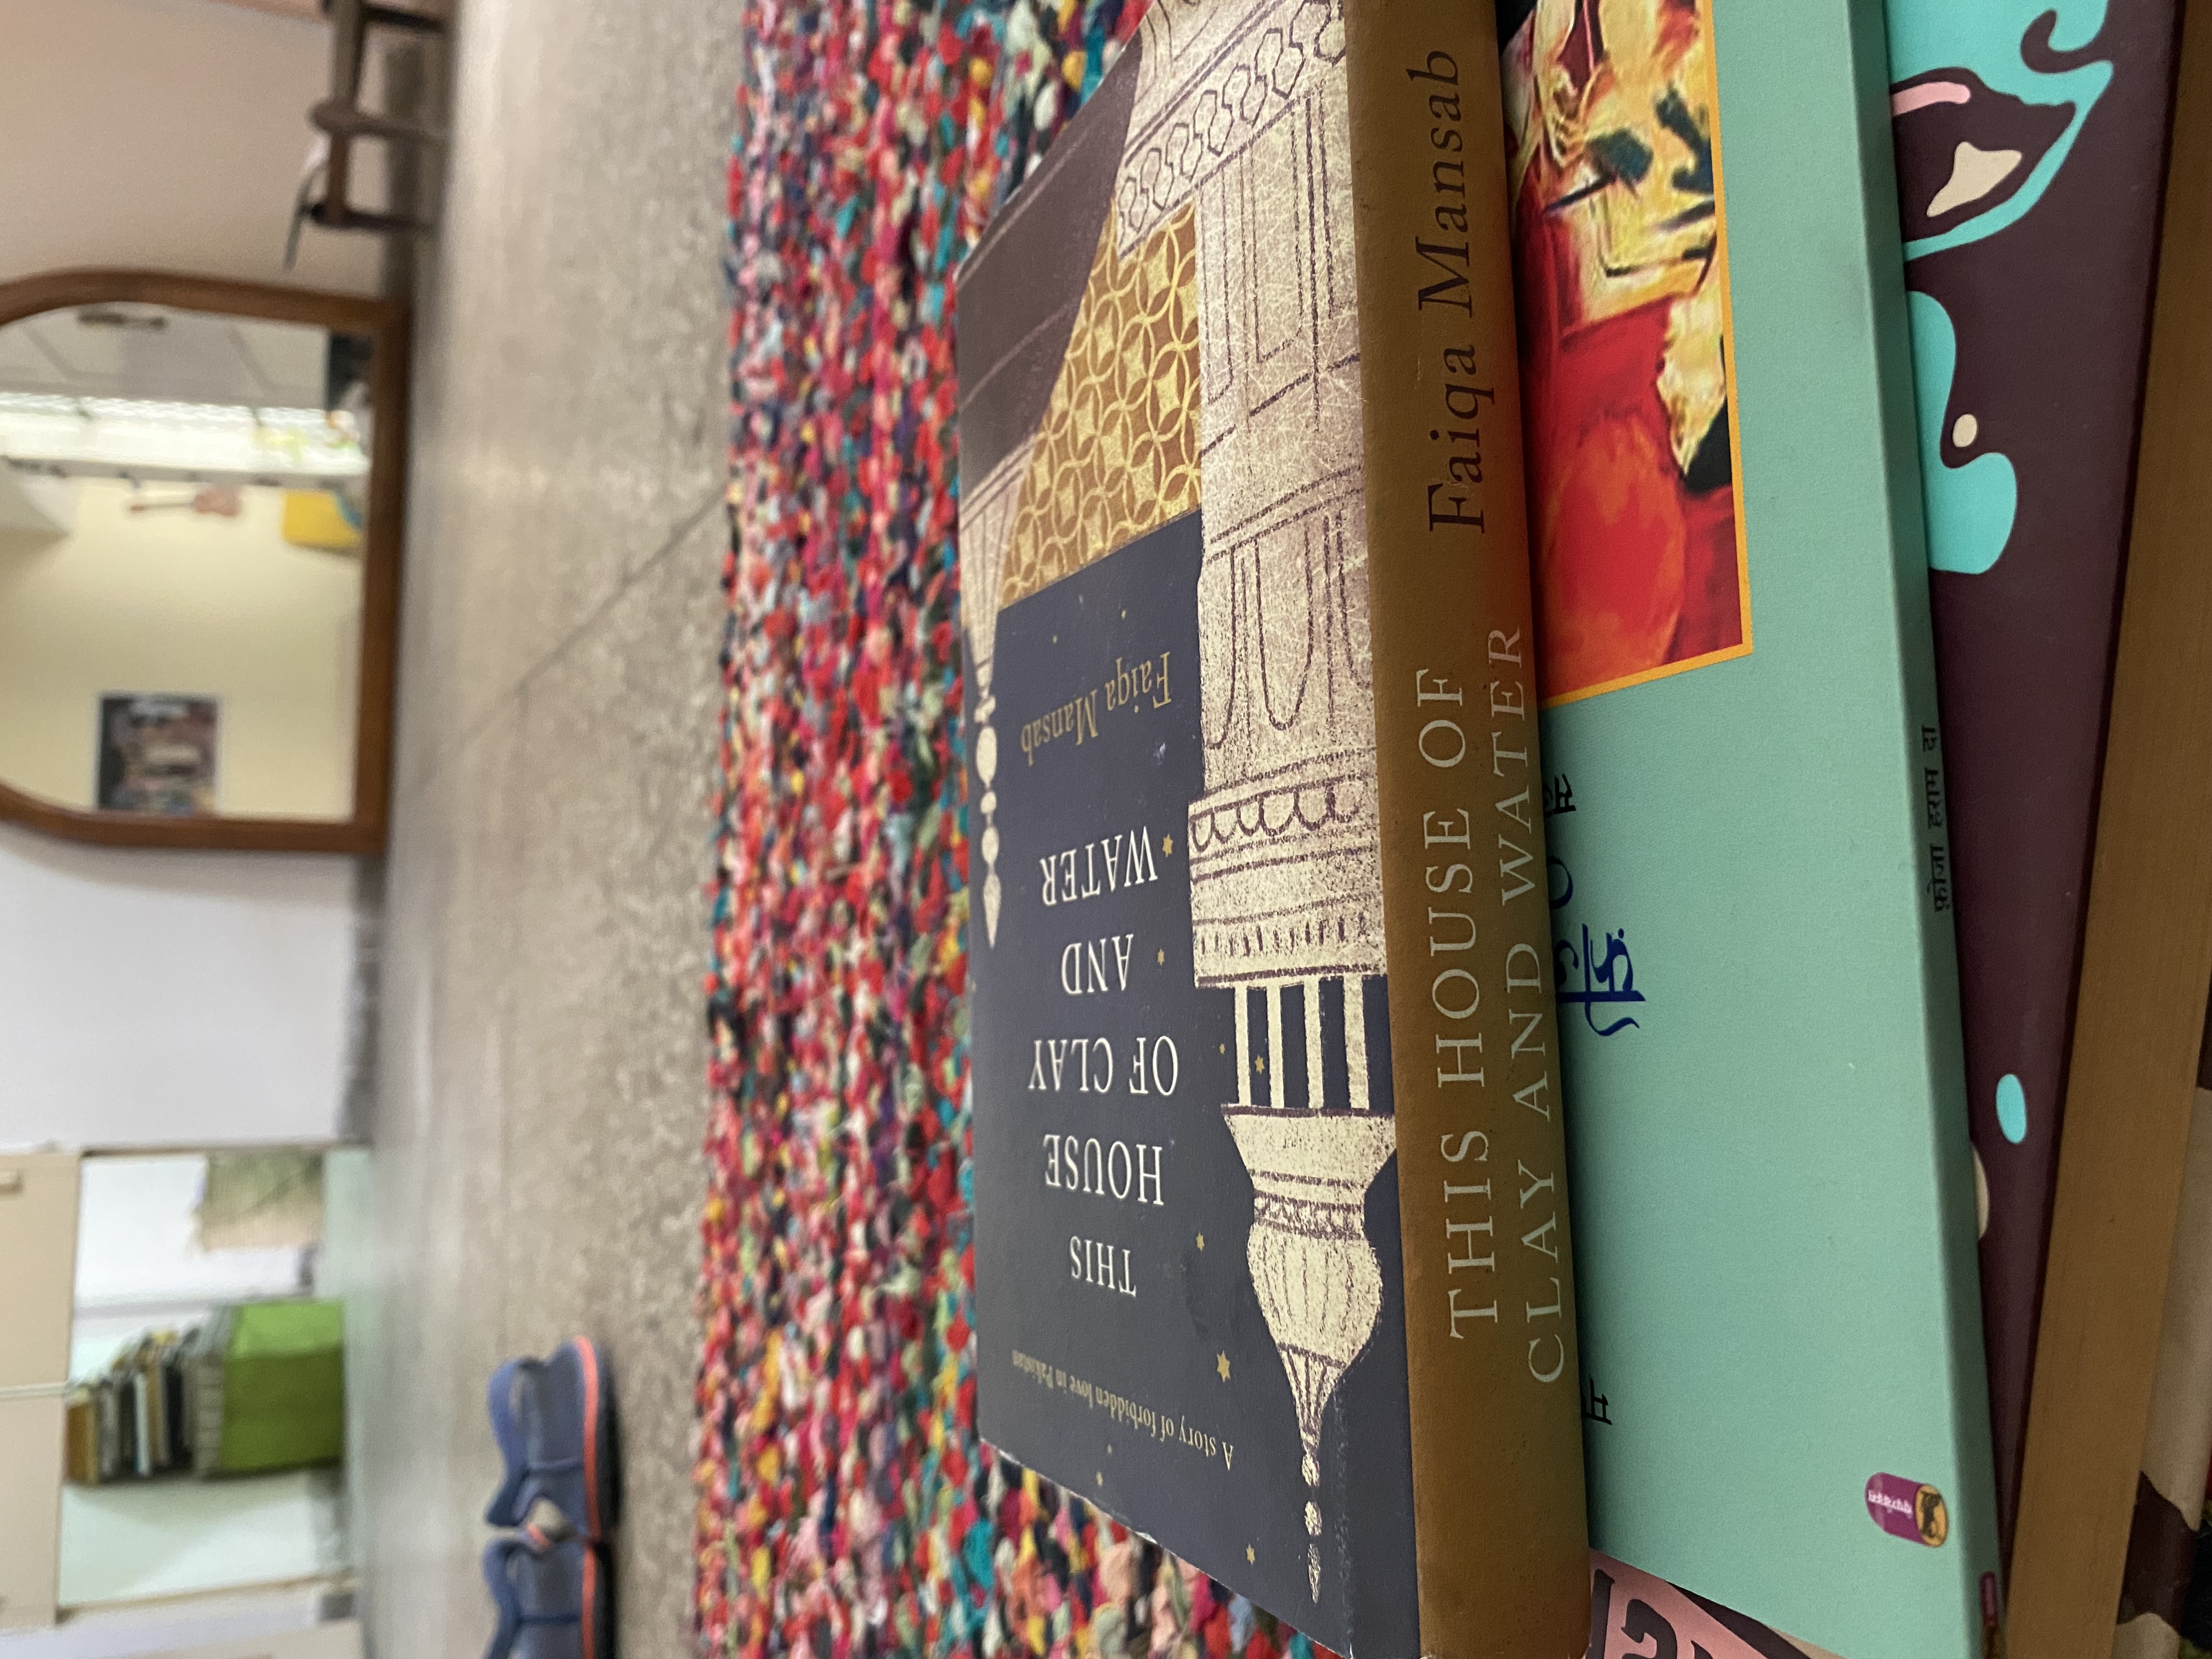 A story of forbidden love in Pakistan
THIS
HOUSE
OF CLAY
AND
WATER
Faiqa Mansab
THIS HOUSE OF
CLAY AND WATER
Faiqa Mansab
फ़ोजा हराम दा